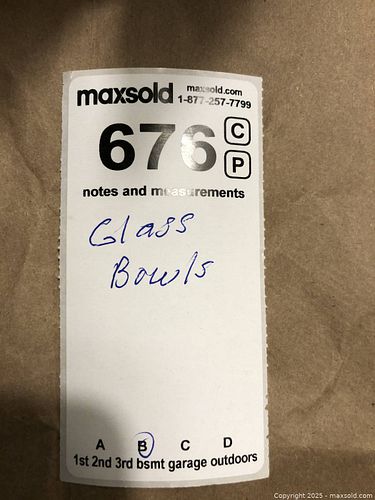 maxsold maxsold.com
1-877-257-7799
676 C
P
notes and measurements
Glass
Bowls
A B C D
1st 2nd 3rd bsmt garage outdoors
Copyright 2025 - maxsold.com